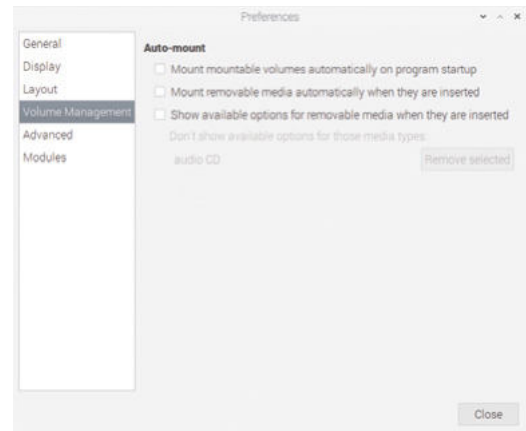 Preferences
General
Display
Layout
Volume Management
Advanced
Modules
Auto-mount
Mount mountable volumes automatically on program startup
Mount removable media automatically when they are inserted
Show available options for removable media when they are inserted
Don't show available options for those media types:
audio CD
Remove selected
Close